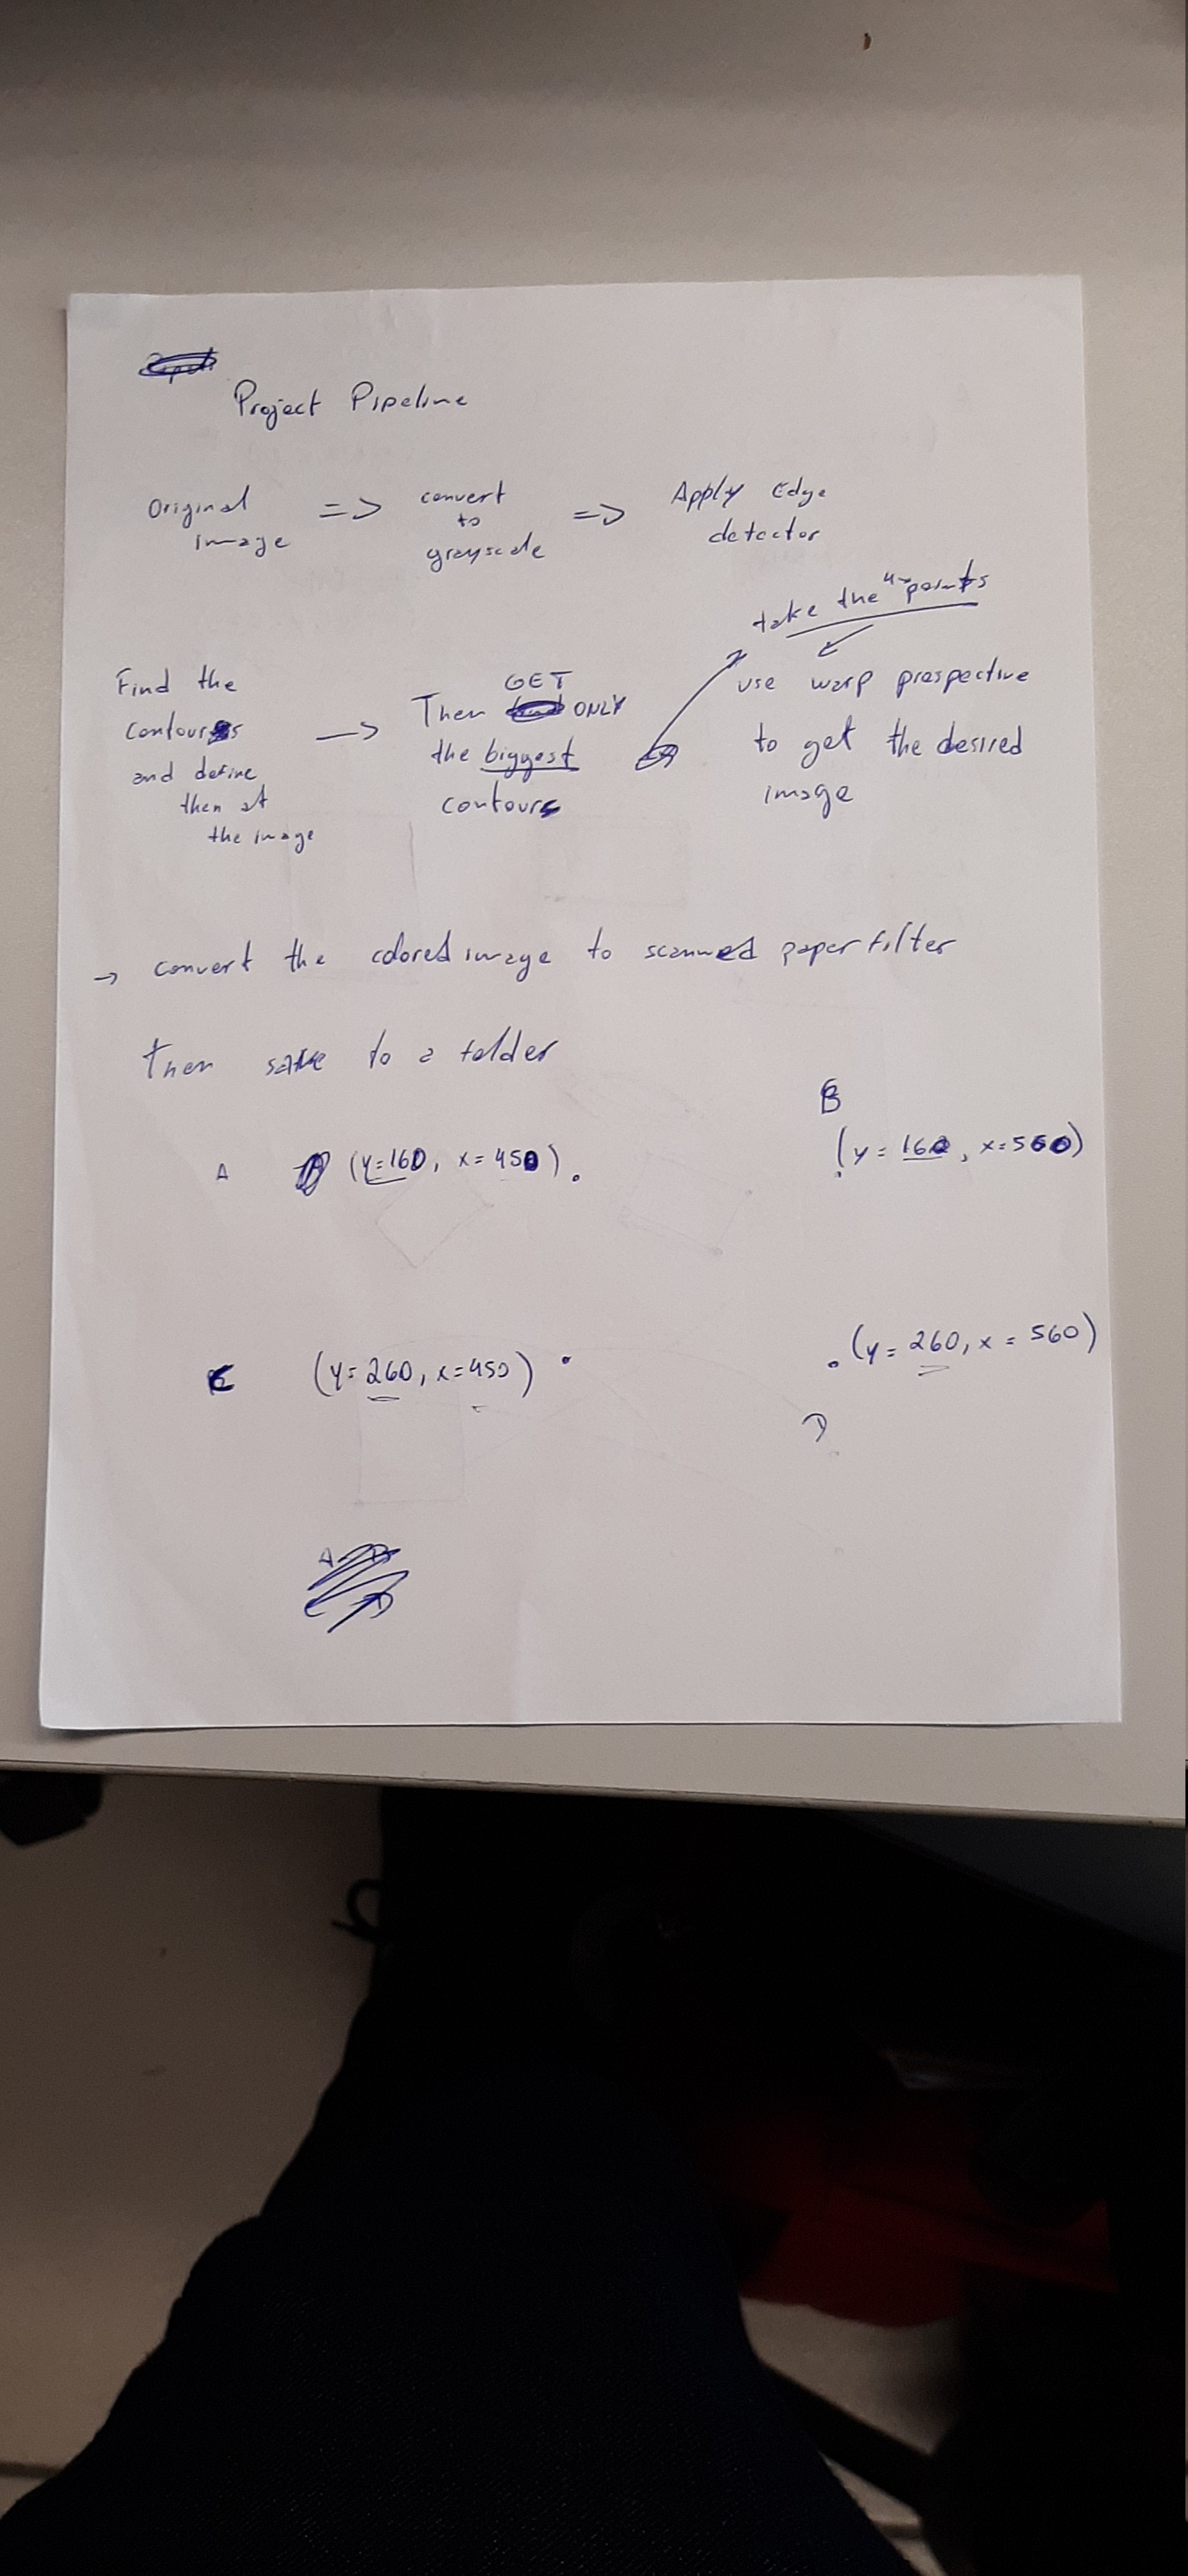 Project Pipeline
Original => convert => Apply Edge
image to detector
grayscale
take the 4 points
Find the
contours
and define
then at
the image
->
GET
Then ONLY
the biggest
contours
use warp prospective
to get the desired
image
-> convert the colored image to scanned paper filter
Then save to a folder
B
A (y=160, x=450) . (y=160, x=560)
C (y=260, x=450) . . (y=260, x=560)